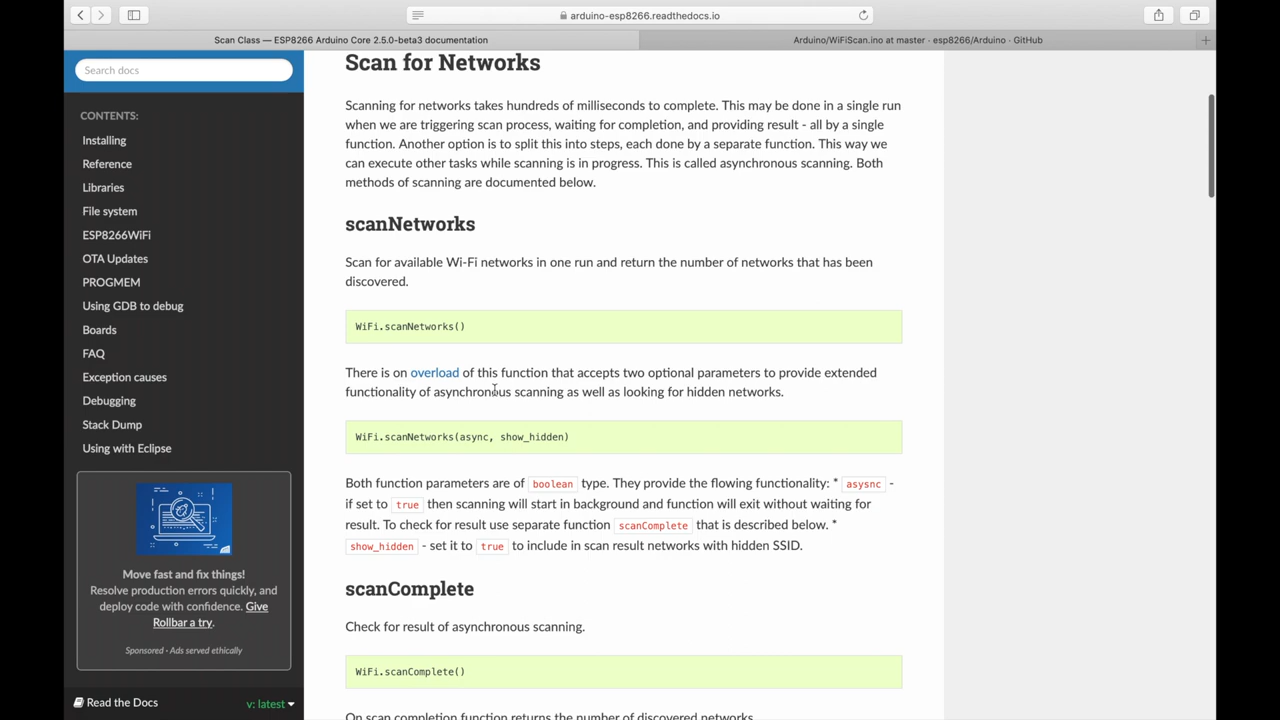 arduino-esp8266.readthedocs.io
Scan Class — ESP8266 Arduino Core 2.5.0-beta3 documentation
Arduino/WiFiScan.ino at master · esp8266/Arduino · GitHub
Search docs
CONTENTS:
Installing
Reference
Libraries
File system
ESP8266WiFi
OTA Updates
PROGMEM
Using GDB to debug
Boards
FAQ
Exception causes
Debugging
Stack Dump
Using with Eclipse
Move fast and fix things!
Resolve production errors quickly, and
deploy code with confidence. Give
Rollbar a try.
Sponsored · Ads served ethically
Read the Docs
v: latest
Scan for Networks
Scanning for networks takes hundreds of milliseconds to complete. This may be done in a single run
when we are triggering scan process, waiting for completion, and providing result - all by a single
function. Another option is to split this into steps, each done by a separate function. This way we
can execute other tasks while scanning is in progress. This is called asynchronous scanning. Both
methods of scanning are documented below.
scanNetworks
Scan for available Wi-Fi networks in one run and return the number of networks that has been
discovered.
WiFi.scanNetworks()
There is on overload of this function that accepts two optional parameters to provide extended
functionality of asynchronous scanning as well as looking for hidden networks.
WiFi.scanNetworks(async, show_hidden)
Both function parameters are of boolean type. They provide the flowing functionality: * asysnc -
if set to true then scanning will start in background and function will exit without waiting for
result. To check for result use separate function scanComplete that is described below. *
show_hidden - set it to true to include in scan result networks with hidden SSID.
scanComplete
Check for result of asynchronous scanning.
WiFi.scanComplete()
On scan completion function returns the number of discovered networks.